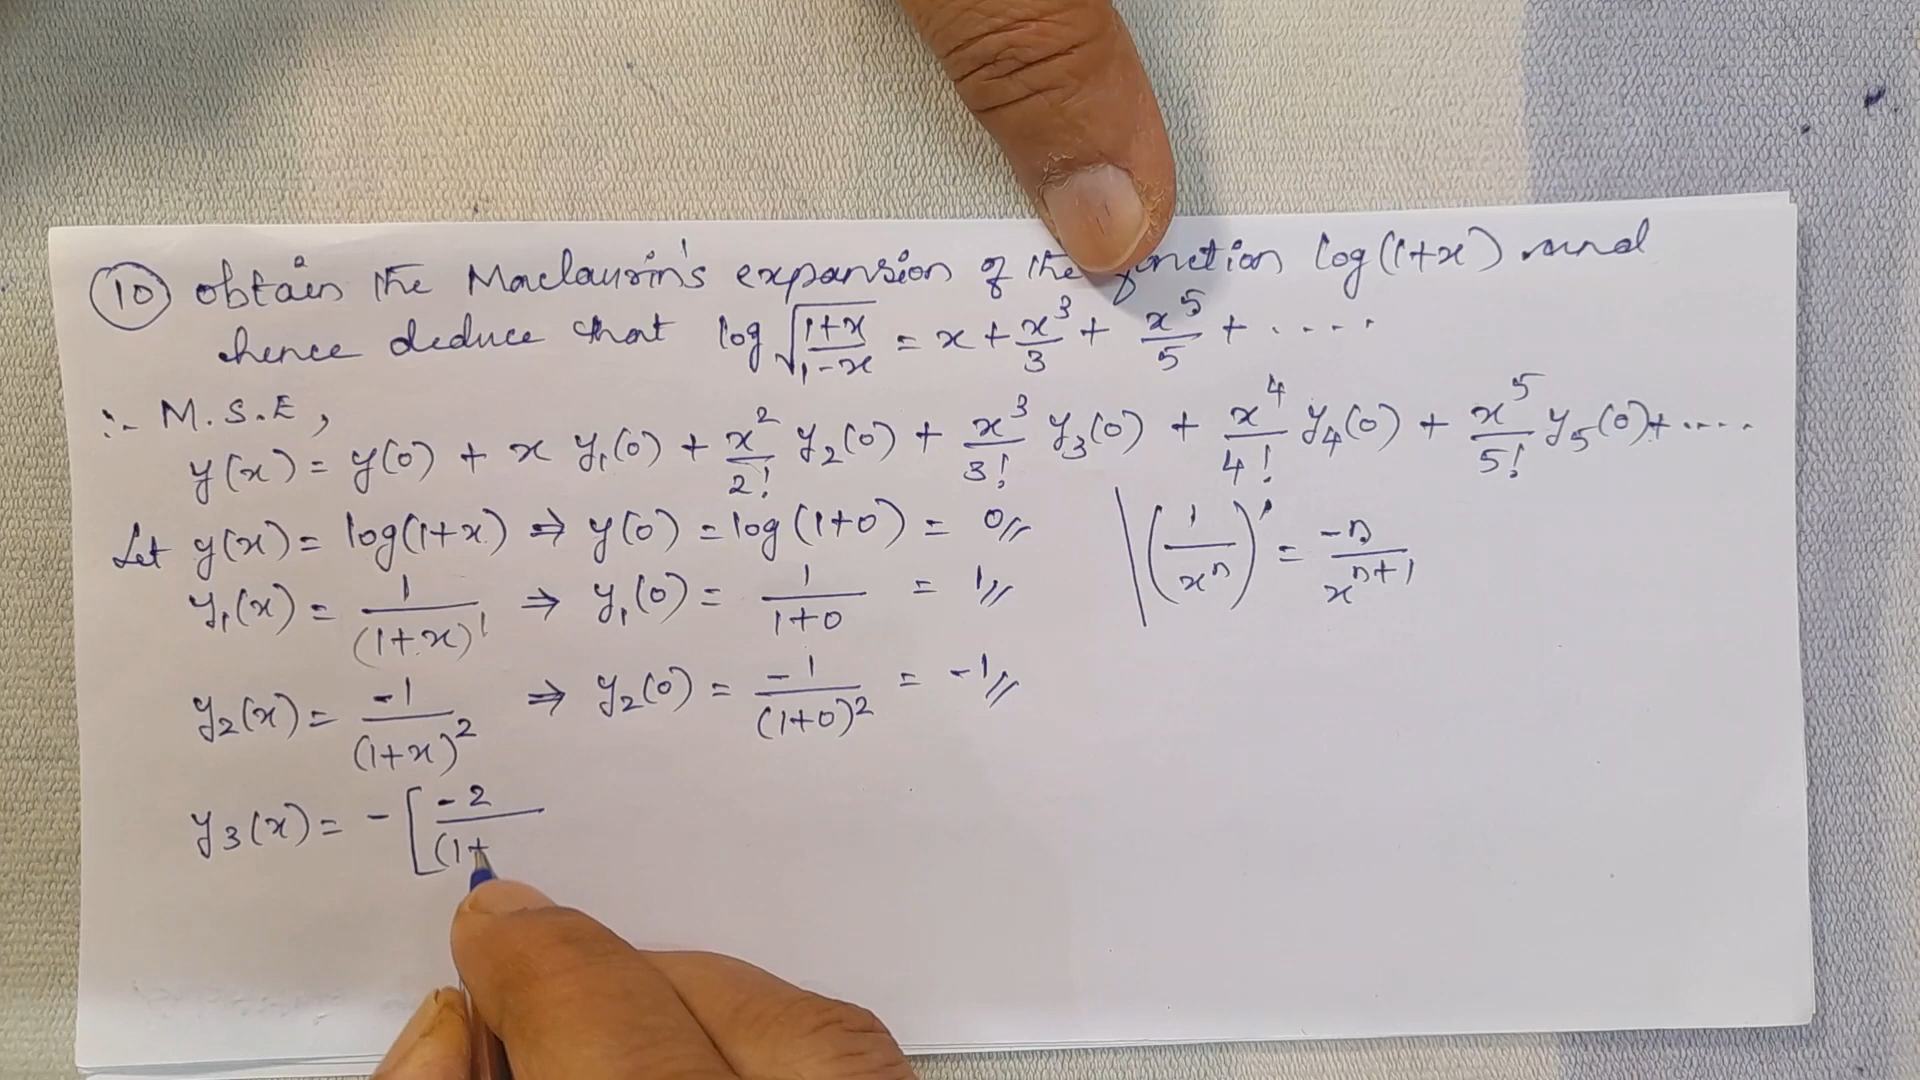 (10) obtain the Maclaurin's expansion of the function log(1+x) and
hence deduce that log √((1+x)/(1-x)) = x + x³/3 + x⁵/5 + .....
:- M.S.E,
y(x) = y(0) + x y₁(0) + x²/2! y₂(0) + x³/3! y₃(0) + x⁴/4! y₄(0) + x⁵/5! y₅(0) + ....
Let y(x) = log(1+x) ⇒ y(0) = log(1+0) = 0//
(1/xⁿ)' = -n/xⁿ⁺¹
y₁(x) = 1/(1+x)¹ ⇒ y₁(0) = 1/(1+0) = 1//
y₂(x) = -1/(1+x)² ⇒ y₂(0) = -1/(1+0)² = -1//
y₃(x) = -[-2/(1+